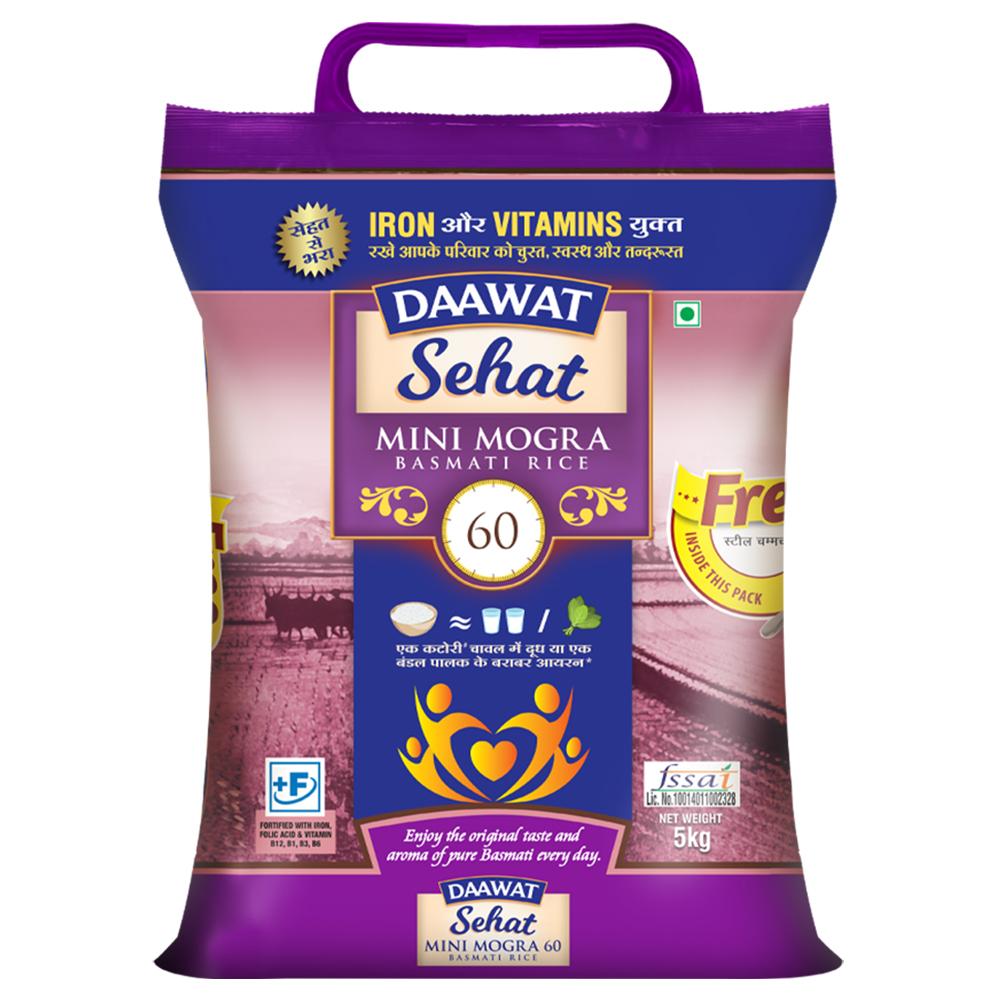 सेहत
से
भरा
IRON और VITAMINS युक्त
रखे आपके परिवार को चुस्त, स्वस्थ और तन्दरूस्त
DAAWAT
Sehat
MINI MOGRA
BASMATI RICE
60
Free
स्टील चम्मच
INSIDE THIS PACK
≈ /
एक कटोरी# चावल में दूध या एक
बंडल पालक के बराबर आयरन*
+F
FORTIFIED WITH IRON,
FOLIC ACID & VITAMIN
B12, B1, B3, B6
fssai
Lic. No.10014011002328
NET WEIGHT
5kg
Enjoy the original taste and
aroma of pure Basmati every day.
DAAWAT
Sehat
MINI MOGRA 60
BASMATI RICE